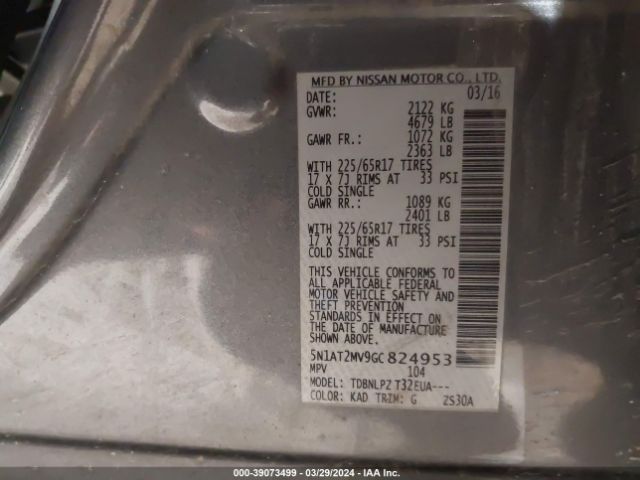 MFD BY NISSAN MOTOR CO., LTD.
DATE: 03/16
GVWR: 2122 KG
4679 LB
GAWR FR.: 1072 KG
2363 LB
WITH 225/65R17 TIRES
17 X 7J RIMS AT 33 PSI
COLD SINGLE
GAWR RR.: 1089 KG
2401 LB
WITH 225/65R17 TIRES
17 X 7J RIMS AT 33 PSI
COLD SINGLE
THIS VEHICLE CONFORMS TO
ALL APPLICABLE FEDERAL
MOTOR VEHICLE SAFETY AND
THEFT PREVENTION
STANDARDS IN EFFECT ON
THE DATE OF MANUFACTURE
SHOWN ABOVE.
5N1AT2MV9GC824953
MPV 104
MODEL: TDBNLPZ T32EUA---
COLOR: KAD TRIM: G 2S30A
000-39073499 - 03/29/2024 - IAA Inc.